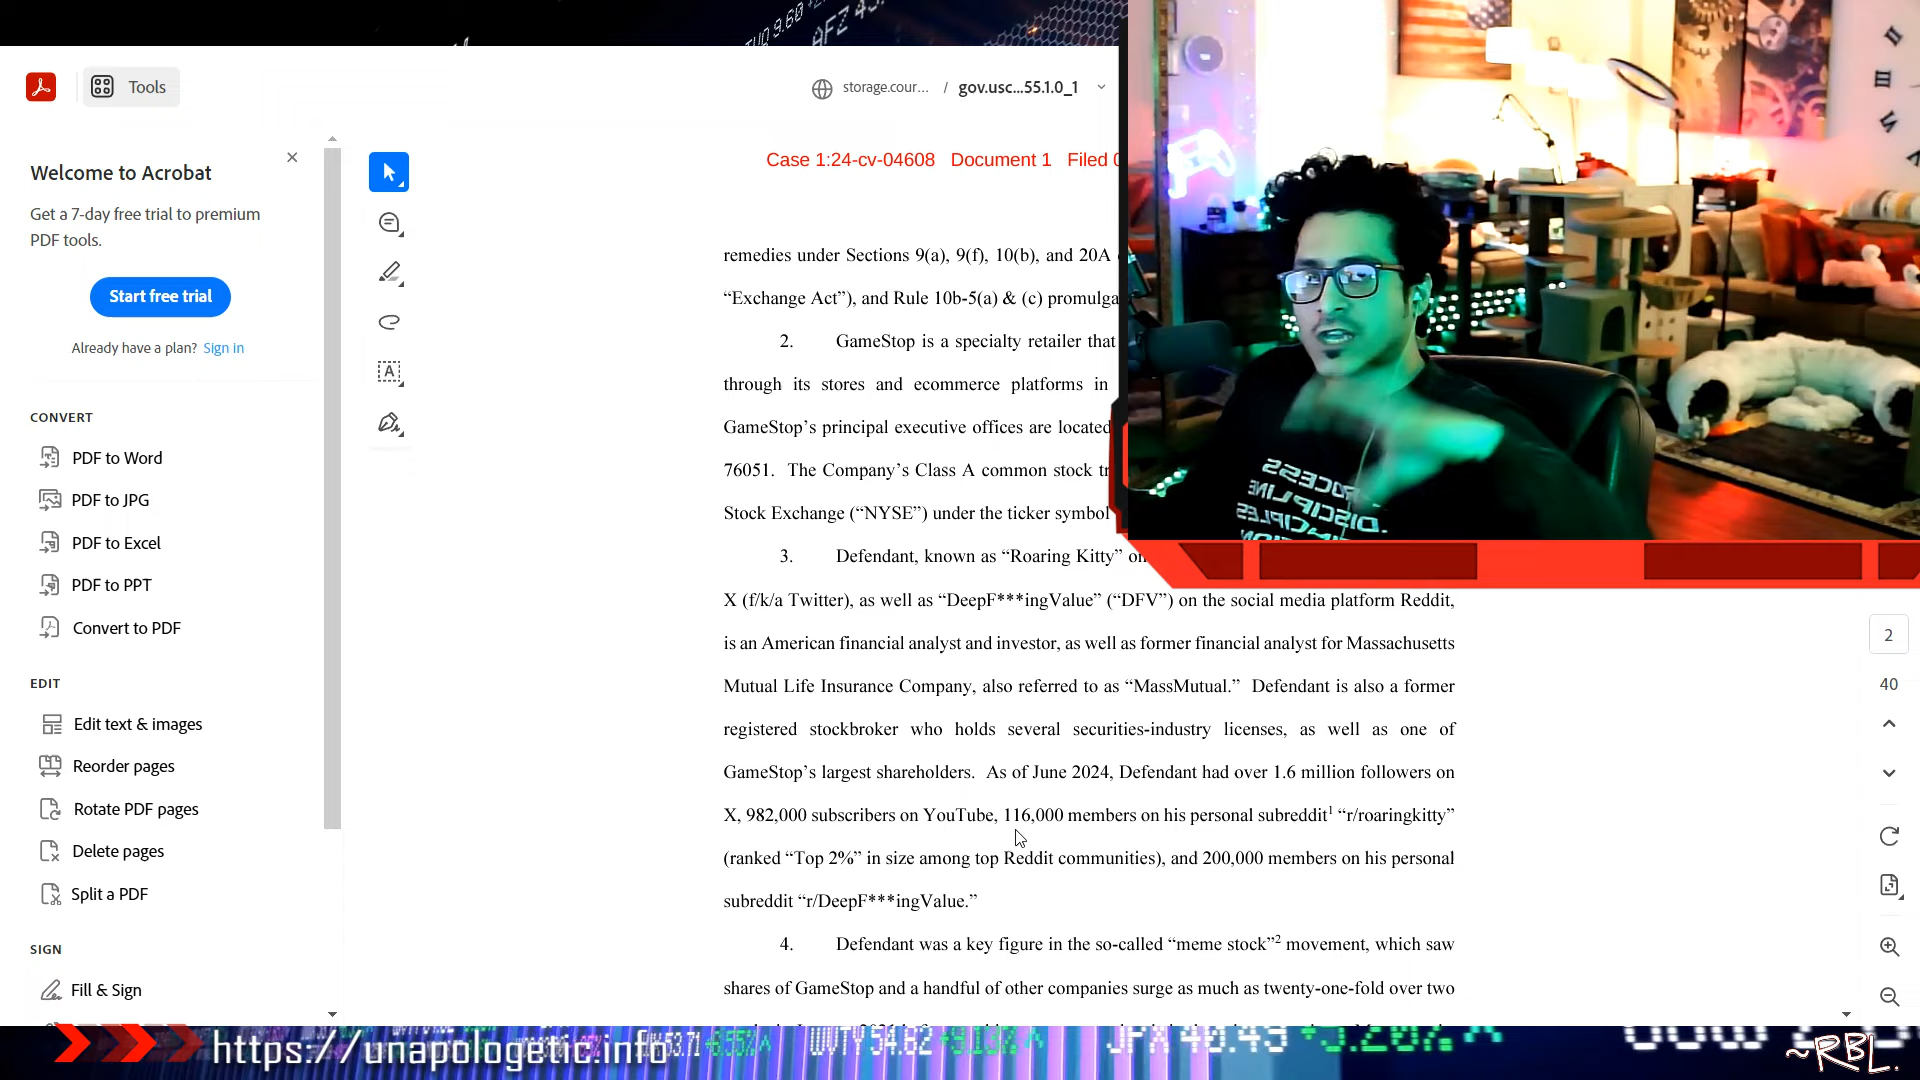 Tools
storage.cour... / gov.usc...55.1.0_1
Welcome to Acrobat
Get a 7-day free trial to premium
PDF tools.
Start free trial
Already have a plan? Sign in
CONVERT
PDF to Word
PDF to JPG
PDF to Excel
PDF to PPT
Convert to PDF
EDIT
Edit text & images
Reorder pages
Rotate PDF pages
Delete pages
Split a PDF
SIGN
Fill & Sign
Case 1:24-cv-04608 Document 1 Filed
remedies under Sections 9(a), 9(f), 10(b), and 20A
“Exchange Act”), and Rule 10b-5(a) & (c) promulga
2. GameStop is a specialty retailer that
through its stores and ecommerce platforms in
GameStop’s principal executive offices are located
76051. The Company’s Class A common stock tr
Stock Exchange (“NYSE”) under the ticker symbol
3. Defendant, known as “Roaring Kitty” on
X (f/k/a Twitter), as well as “DeepF***ingValue” (“DFV”) on the social media platform Reddit,
is an American financial analyst and investor, as well as former financial analyst for Massachusetts
Mutual Life Insurance Company, also referred to as “MassMutual.” Defendant is also a former
registered stockbroker who holds several securities-industry licenses, as well as one of
GameStop’s largest shareholders. As of June 2024, Defendant had over 1.6 million followers on
X, 982,000 subscribers on YouTube, 116,000 members on his personal subreddit1 “r/roaringkitty”
(ranked “Top 2%” in size among top Reddit communities), and 200,000 members on his personal
subreddit “r/DeepF***ingValue.”
4. Defendant was a key figure in the so-called “meme stock”2 movement, which saw
shares of GameStop and a handful of other companies surge as much as twenty-one-fold over two
2
40
PROCESS
DISCIPLINE
PRINCIPLES
https://unapologetic.info
~RBL.